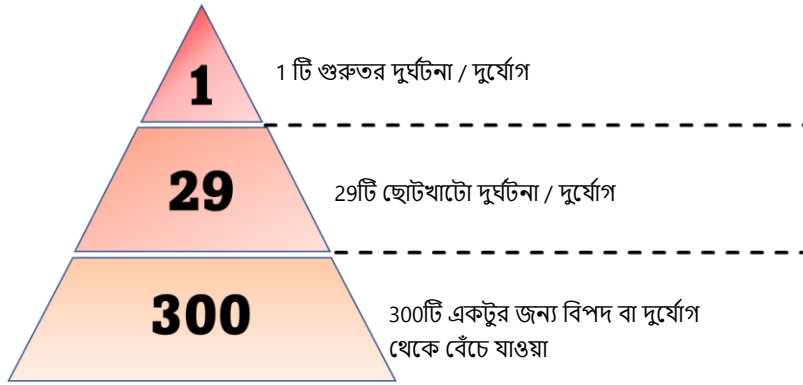 1
1 টি গুরুতর দুর্ঘটনা / দুর্যোগ
29
29টি ছোটখাটো দুর্ঘটনা / দুর্যোগ
300
300টি একটুর জন্য বিপদ বা দুর্যোগ
থেকে বেঁচে যাওয়া